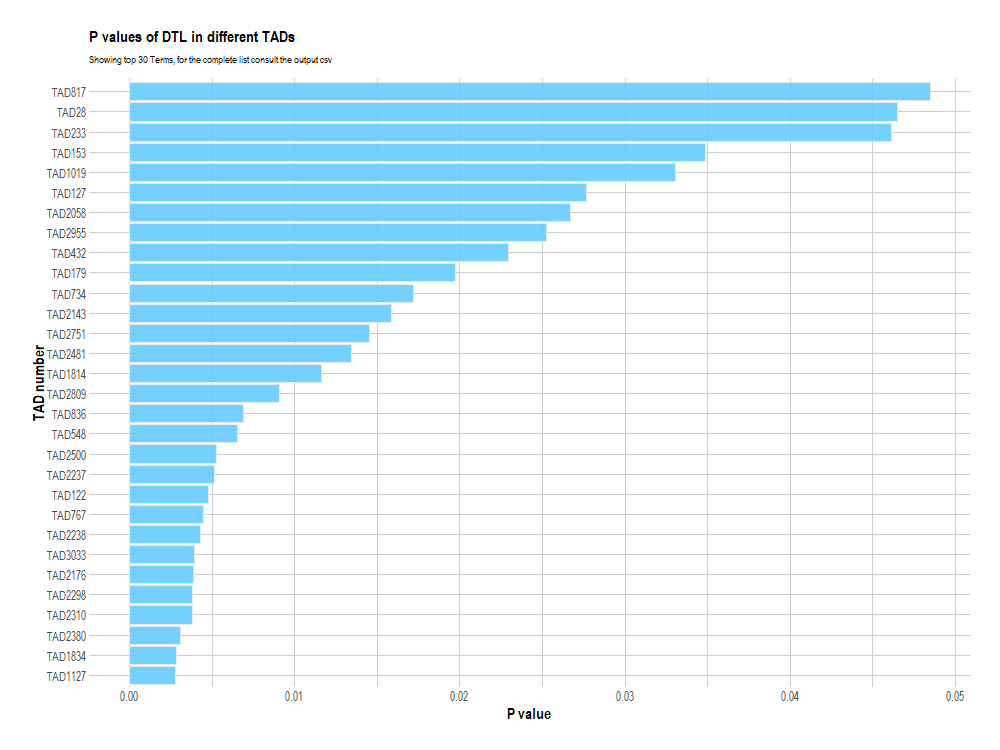 P values of DTL in different TADs
Showing top 30 Terms, for the complete list consult the output csv
TAD817
TAD28
TAD233
TAD153
TAD1019
TAD127
TAD2058
TAD2955
TAD432
TAD179
TAD734
TAD2143
TAD2751
TAD2481
TAD1814
TAD2809
TAD836
TAD548
TAD2500
TAD2237
TAD122
TAD767
TAD2238
TAD3033
TAD2176
TAD2298
TAD2310
TAD2380
TAD1834
TAD1127
TAD number
0.00 0.01 0.02 0.03 0.04 0.05
P value